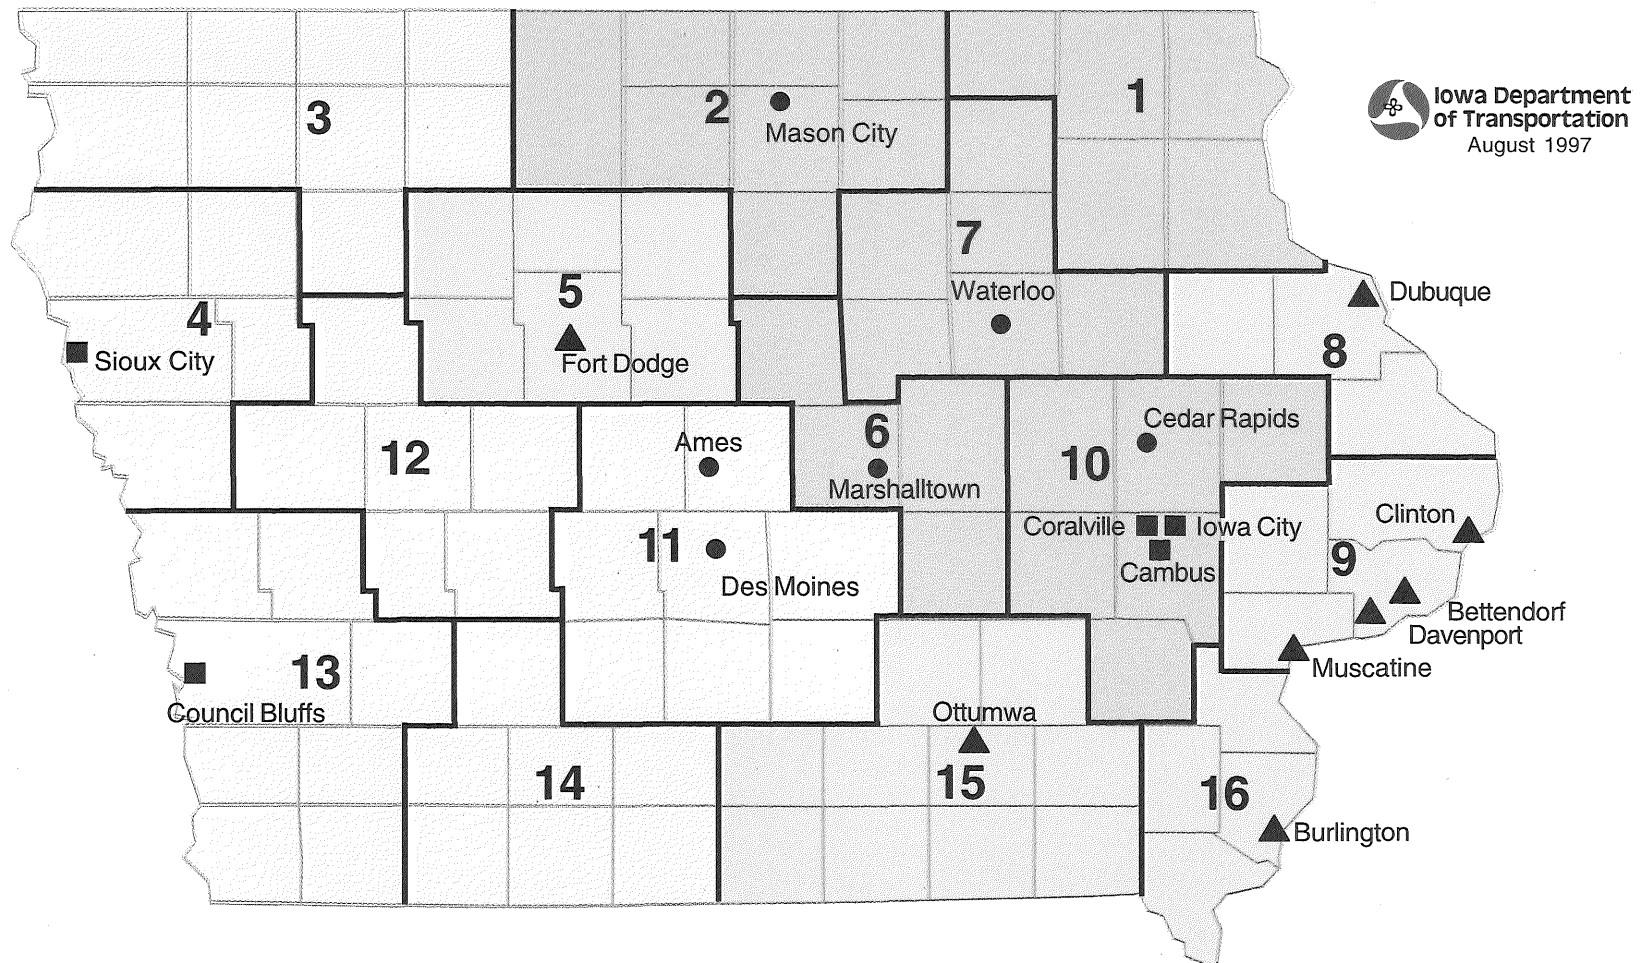 Iowa Department
of Transportation
August 1997
1
2
3
Mason City
7
5
Waterloo
Dubuque
4
8
Sioux City
Fort Dodge
Cedar Rapids
6
Ames
12
10
Marshalltown
Clinton
Coralville
Iowa City
11
9
Cambus
Des Moines
Bettendorf
Davenport
Muscatine
13
Council Bluffs
Ottumwa
14
15
16
Burlington